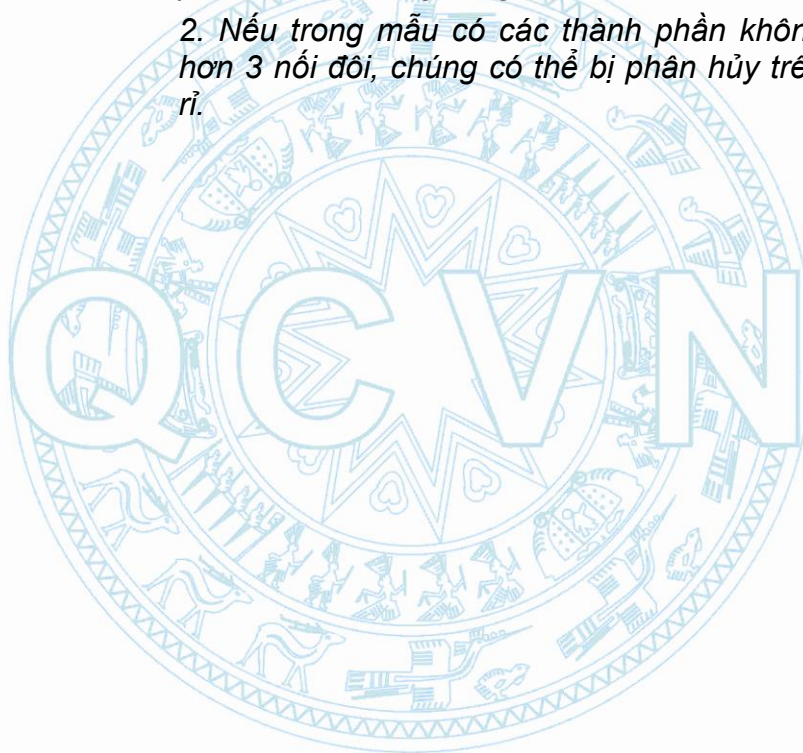 2. Nếu trong mẫu có các thành phần khôn
hơn 3 nối đôi, chúng có thể bị phân hủy trê
rỉ.
QCVN